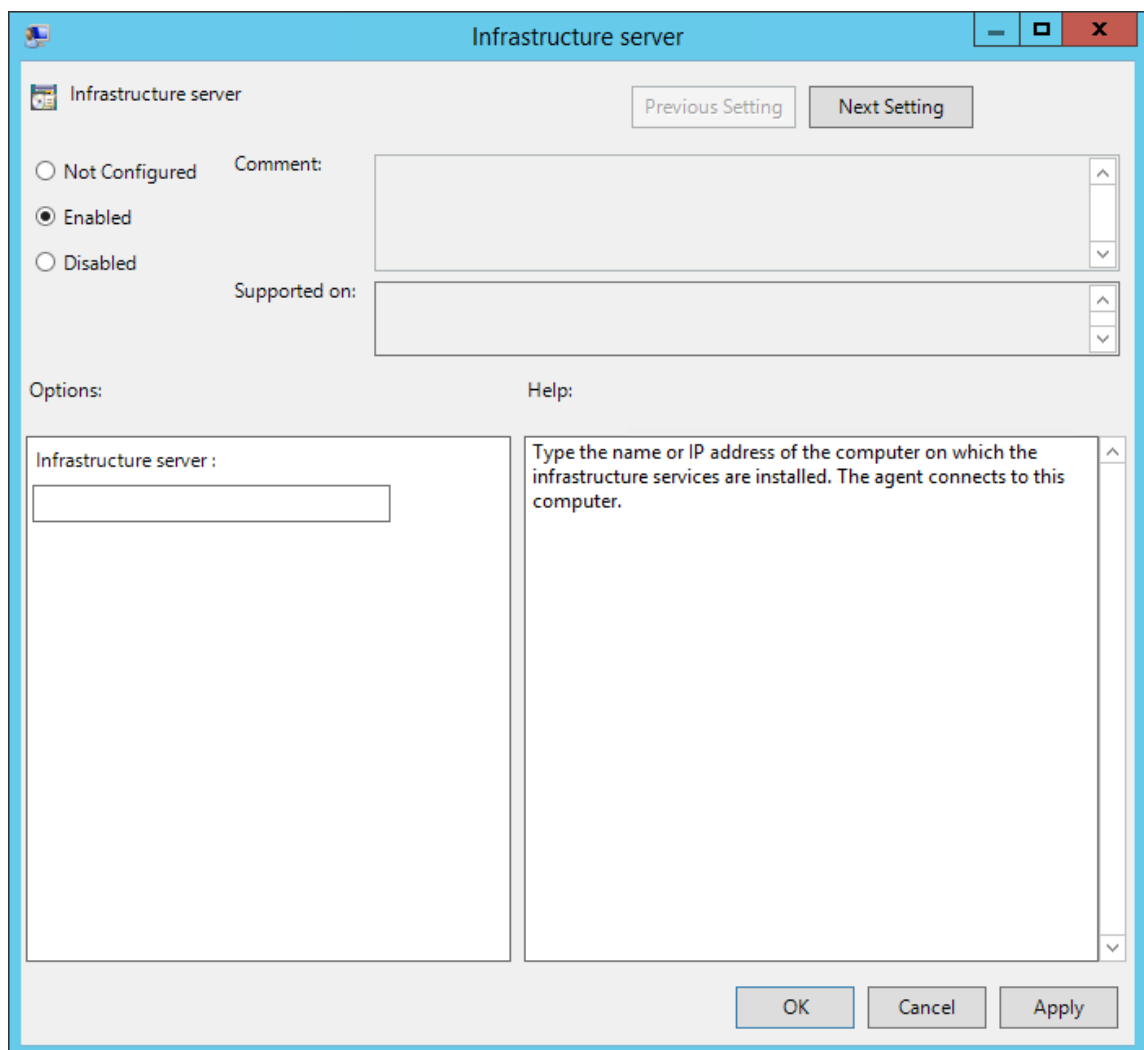 Infrastructure server
Infrastructure server
Previous Setting
Next Setting
Not Configured
Comment:
Enabled
Disabled
Supported on:
Options:
Help:
Infrastructure server :
Type the name or IP address of the computer on which the
infrastructure services are installed. The agent connects to this
computer.
OK
Cancel
Apply